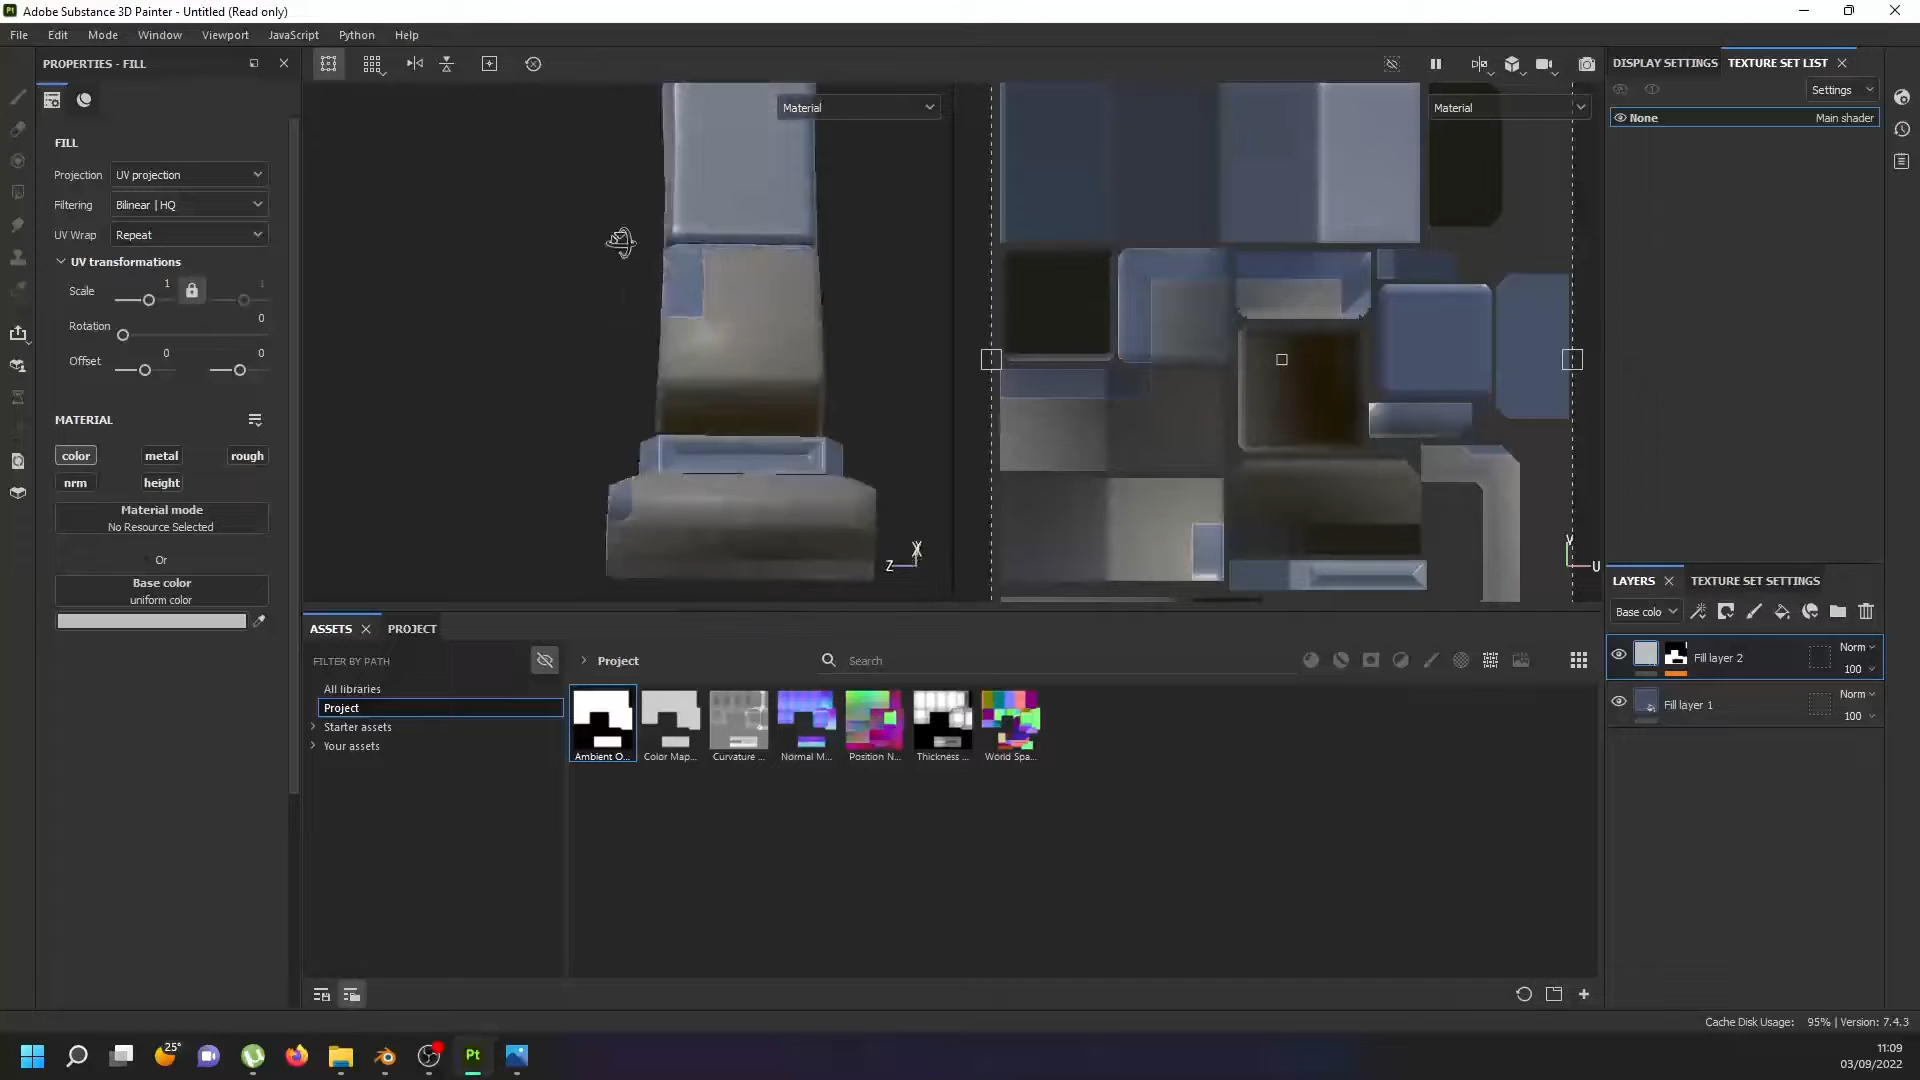 Adobe Substance 3D Painter - Untitled (Read only)
File Edit Mode Window Viewport JavaScript Python Help
PROPERTIES - FILL
FILL
Projection UV projection
Filtering Bilinear | HQ
UV Wrap Repeat
UV transformations
Scale 1 1
Rotation 0
Offset 0 0
MATERIAL
color metal rough
nrm height
Material mode
No Resource Selected
Or
Base color
uniform color
Material
Z Y
Material
V
U
ASSETS PROJECT
FILTER BY PATH
All libraries
Project
Starter assets
Your assets
Project
Search
Ambient O... Color Map... Curvature ... Normal M... Position N... Thickness ... World Spa...
DISPLAY SETTINGS TEXTURE SET LIST
Settings
None Main shader
LAYERS TEXTURE SET SETTINGS
Base colo
Fill layer 2 Norm
100
Fill layer 1 Norm
100
Cache Disk Usage: 95% | Version: 7.4.3
25°
Pt
11:09
03/09/2022